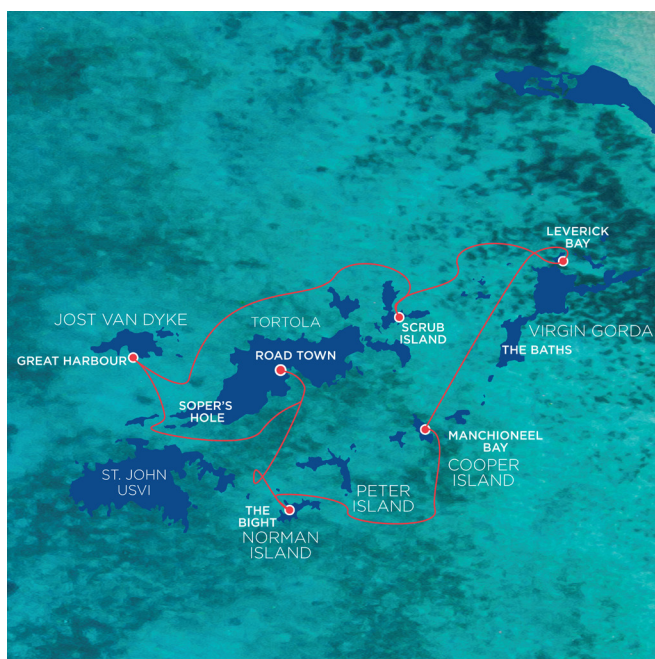 LEVERICK
BAY
JOST VAN DYKE
TORTOLA
SCRUB
ISLAND
VIRGIN GORDA
GREAT HARBOUR
ROAD TOWN
THE BATHS
SOPER'S
HOLE
MANCHIONEEL
BAY
COOPER
ISLAND
ST. JOHN
USVI
PETER
ISLAND
THE
BIGHT
NORMAN
ISLAND